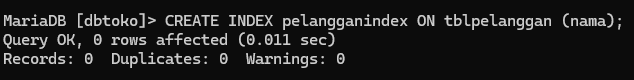 MariaDB [dbtoko]> CREATE INDEX pelangganindex ON tblpelanggan (nama);
Query OK, 0 rows affected (0.011 sec)
Records: 0  Duplicates: 0  Warnings: 0